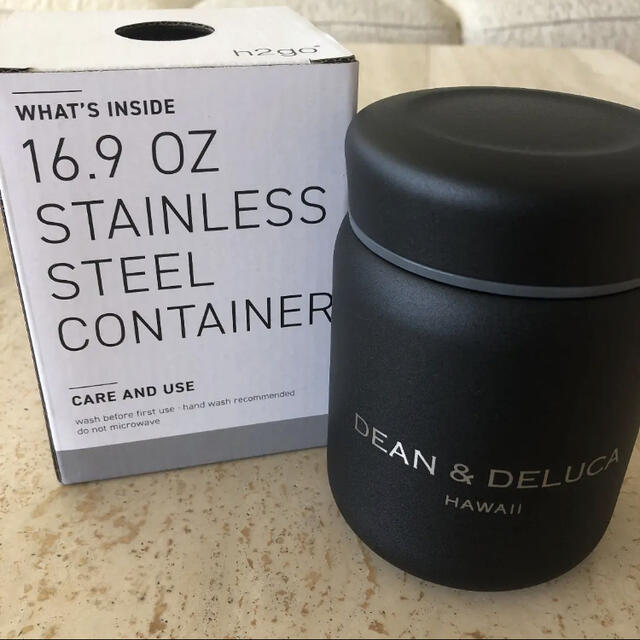 h2go®
WHAT'S INSIDE
16.9 OZ
STAINLESS
STEEL
CONTAINER
CARE AND USE
wash before first use · hand wash recommended
do not microwave
DEAN & DELUCA
HAWAII